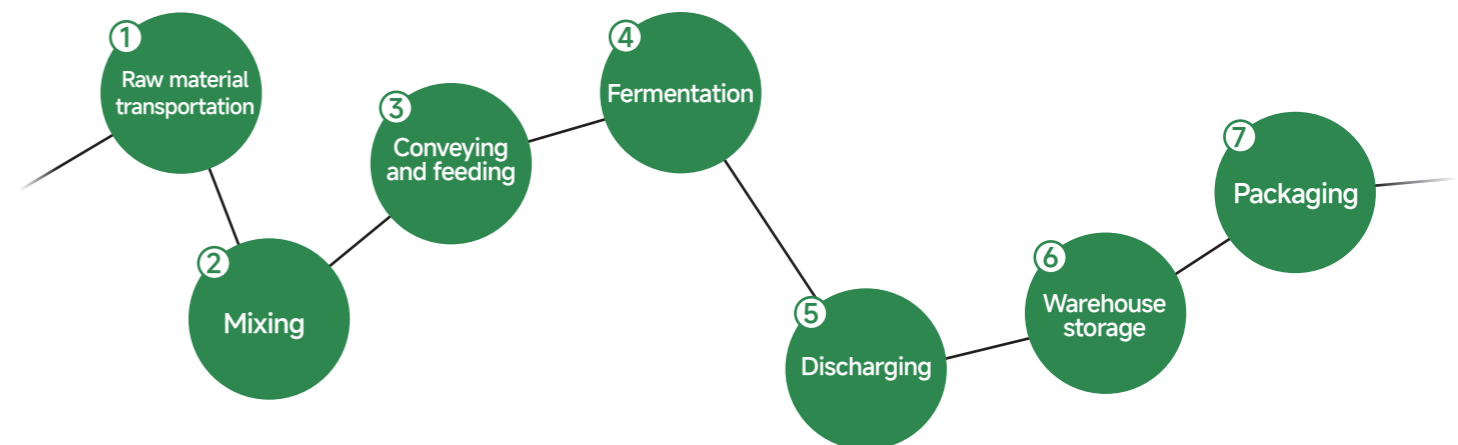 1
Raw material
transportation
2
Mixing
3
Conveying
and feeding
4
Fermentation
5
Discharging
6
Warehouse
storage
7
Packaging